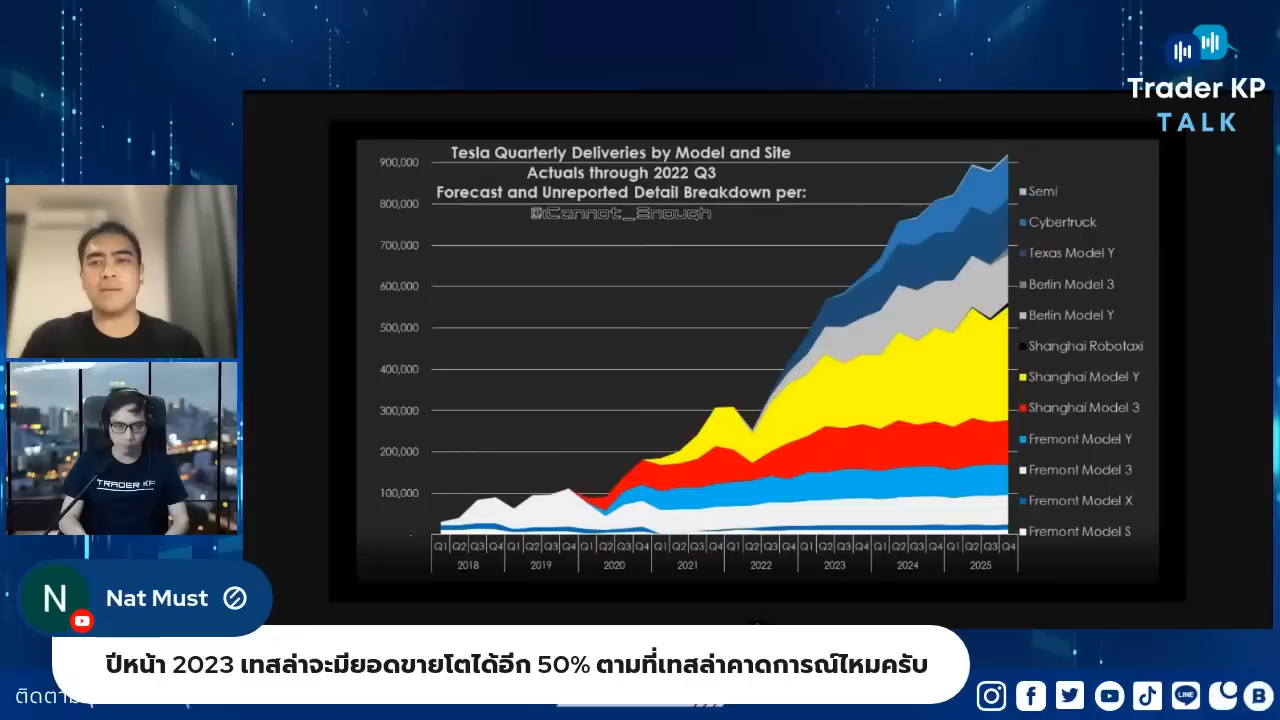 Trader KP
TALK
Tesla Quarterly Deliveries by Model and Site
Actuals through 2022 Q3
Forecast and Unreported Detail Breakdown per:
@iCannot_Enough
900,000
800,000
700,000
600,000
500,000
400,000
300,000
200,000
100,000
-
Q1 Q2 Q3 Q4 Q1 Q2 Q3 Q4 Q1 Q2 Q3 Q4 Q1 Q2 Q3 Q4 Q1 Q2 Q3 Q4 Q1 Q2 Q3 Q4 Q1 Q2 Q3 Q4 Q1 Q2 Q3 Q4
2018 2019 2020 2021 2022 2023 2024 2025
Semi
Cybertruck
Texas Model Y
Berlin Model 3
Berlin Model Y
Shanghai Robotaxi
Shanghai Model Y
Shanghai Model 3
Fremont Model Y
Fremont Model 3
Fremont Model X
Fremont Model S
TRADER KP
N
Nat Must
ปีหน้า 2023 เทสล่าจะมียอดขายโตได้อีก 50% ตามที่เทสล่าคาดการณ์ไหมครับ
LINE
B